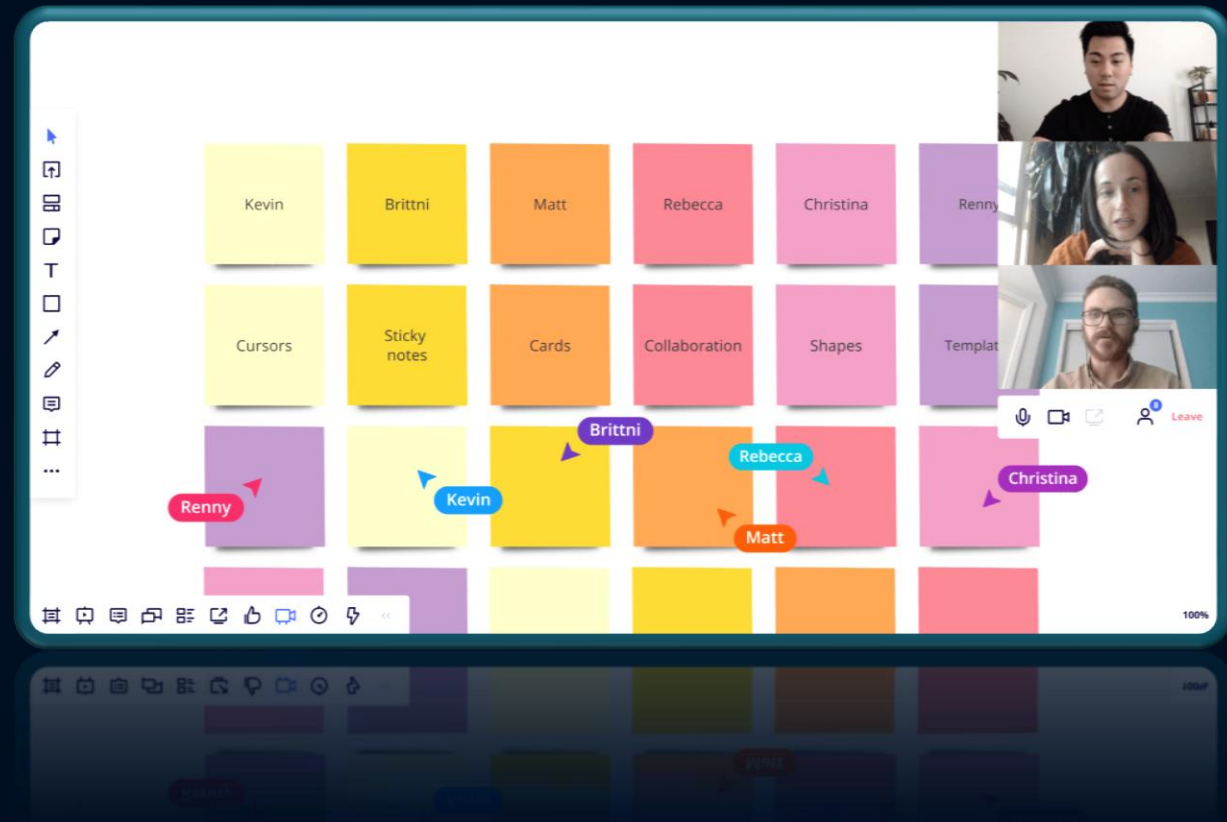 Kevin
Brittni
Matt
Rebecca
Christina
Renny
Cursors
Sticky
notes
Cards
Collaboration
Shapes
Templat
8
Leave
Brittni
Rebecca
Christina
Renny
Kevin
Matt
100%